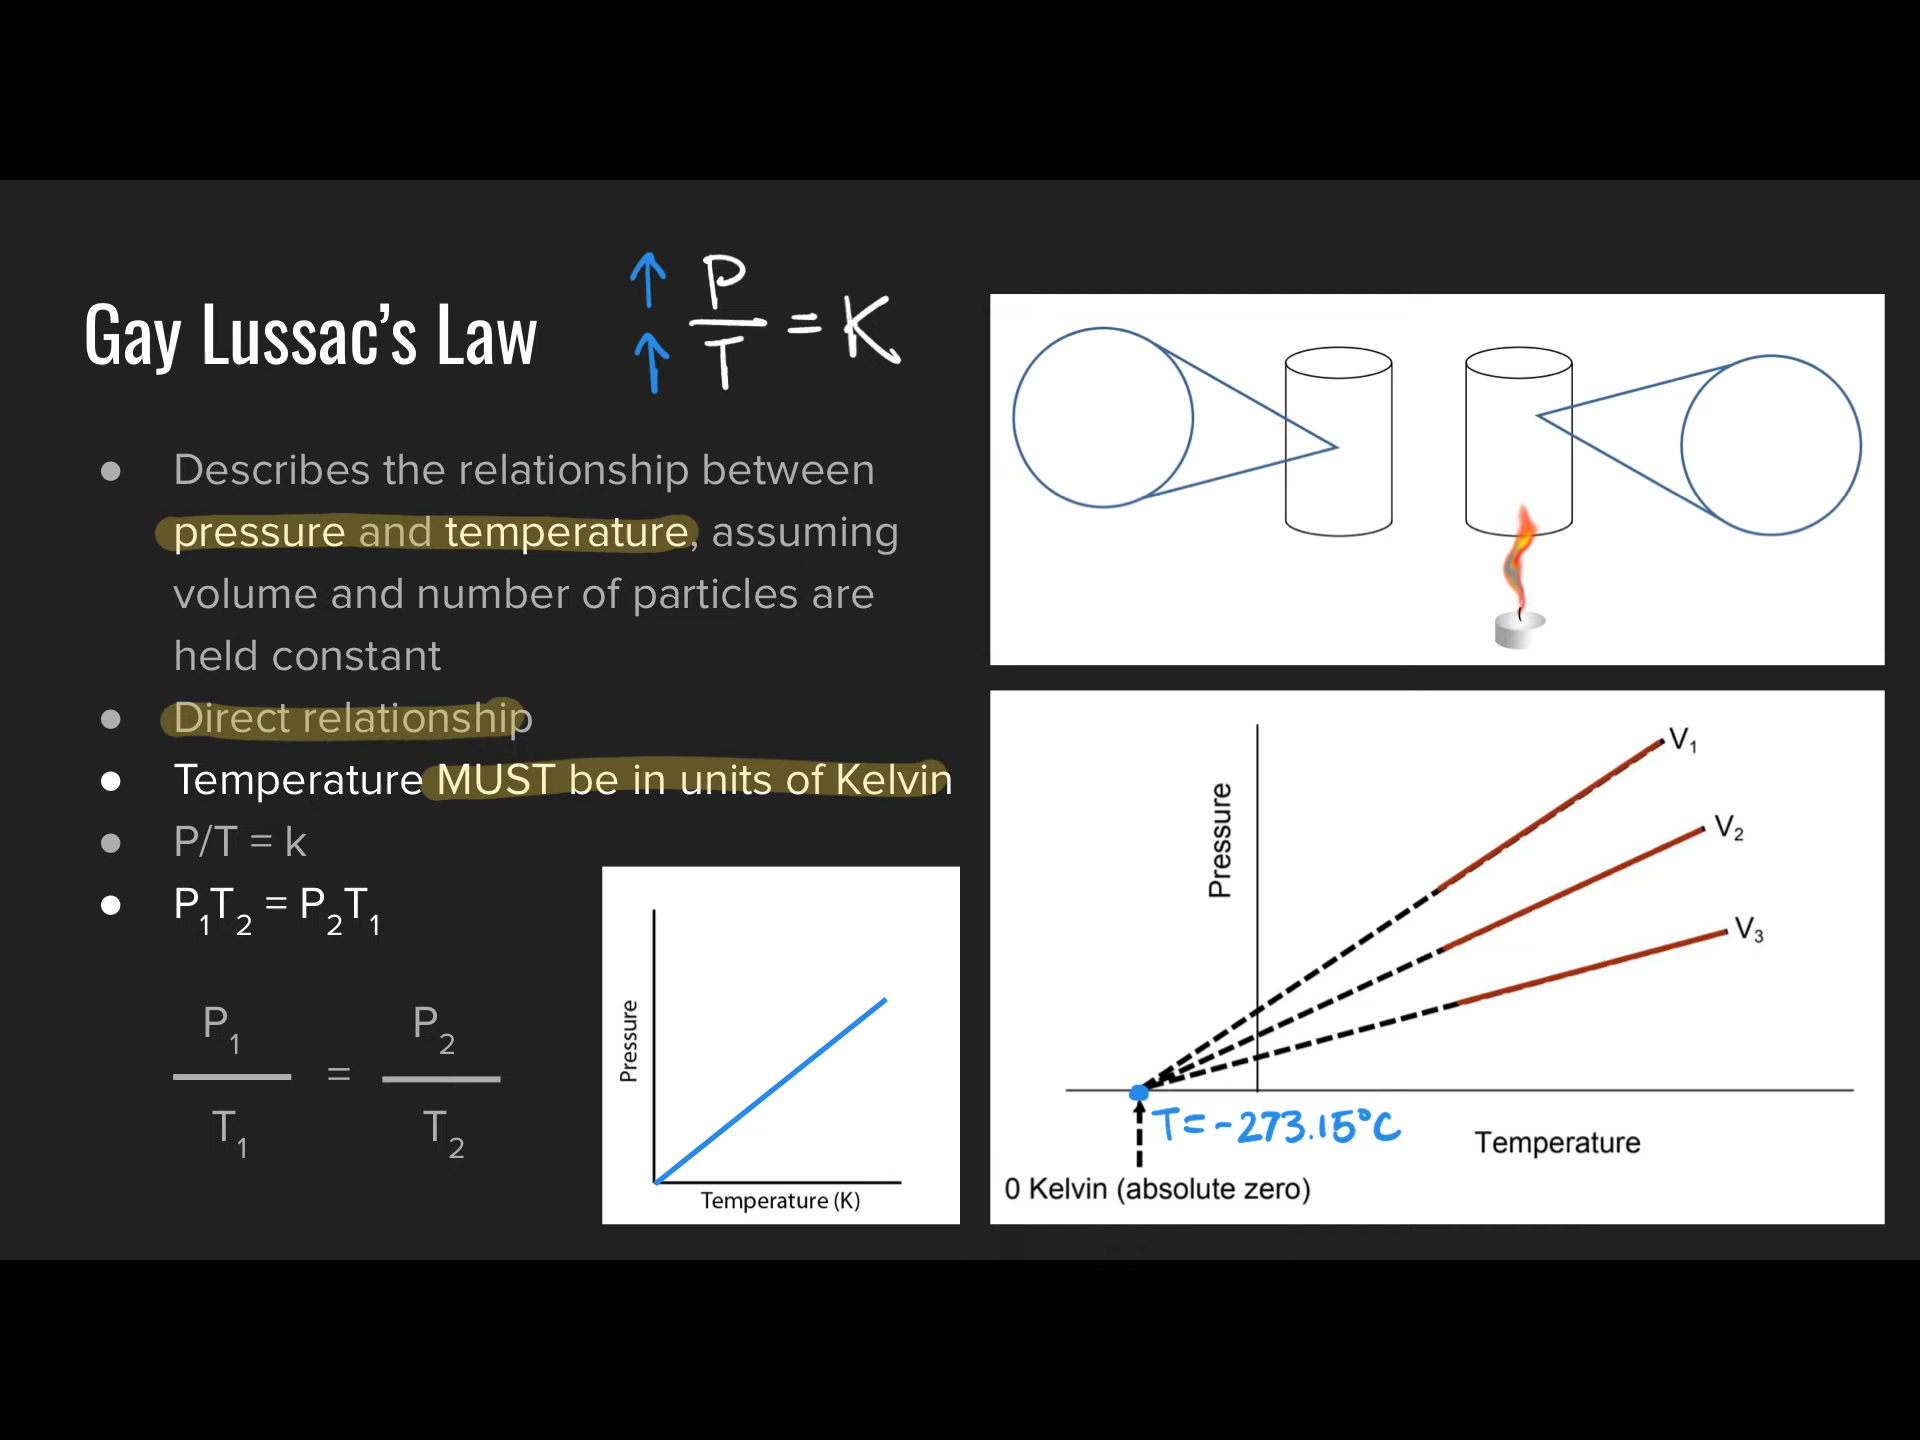 Gay Lussac's Law
↑ P
↑ T = K
● Describes the relationship between
pressure and temperature, assuming
volume and number of particles are
held constant
● Direct relationship
● Temperature MUST be in units of Kelvin
● P/T = k
● P₁T₂ = P₂T₁
P₁ = P₂
T₁ T₂
Pressure
Temperature (K)
Pressure
V₁
V₂
V₃
T=-273.15°C
Temperature
0 Kelvin (absolute zero)